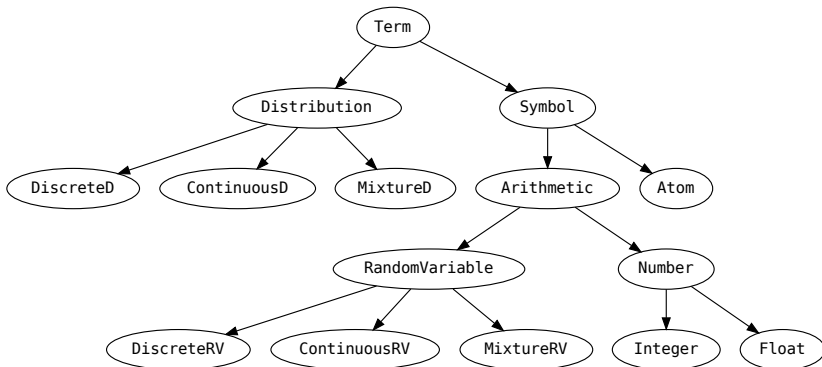 Term
Distribution
Symbol
DiscreteD
ContinuousD
MixtureD
Arithmetic
Atom
RandomVariable
Number
DiscreteRV
ContinuousRV
MixtureRV
Integer
Float